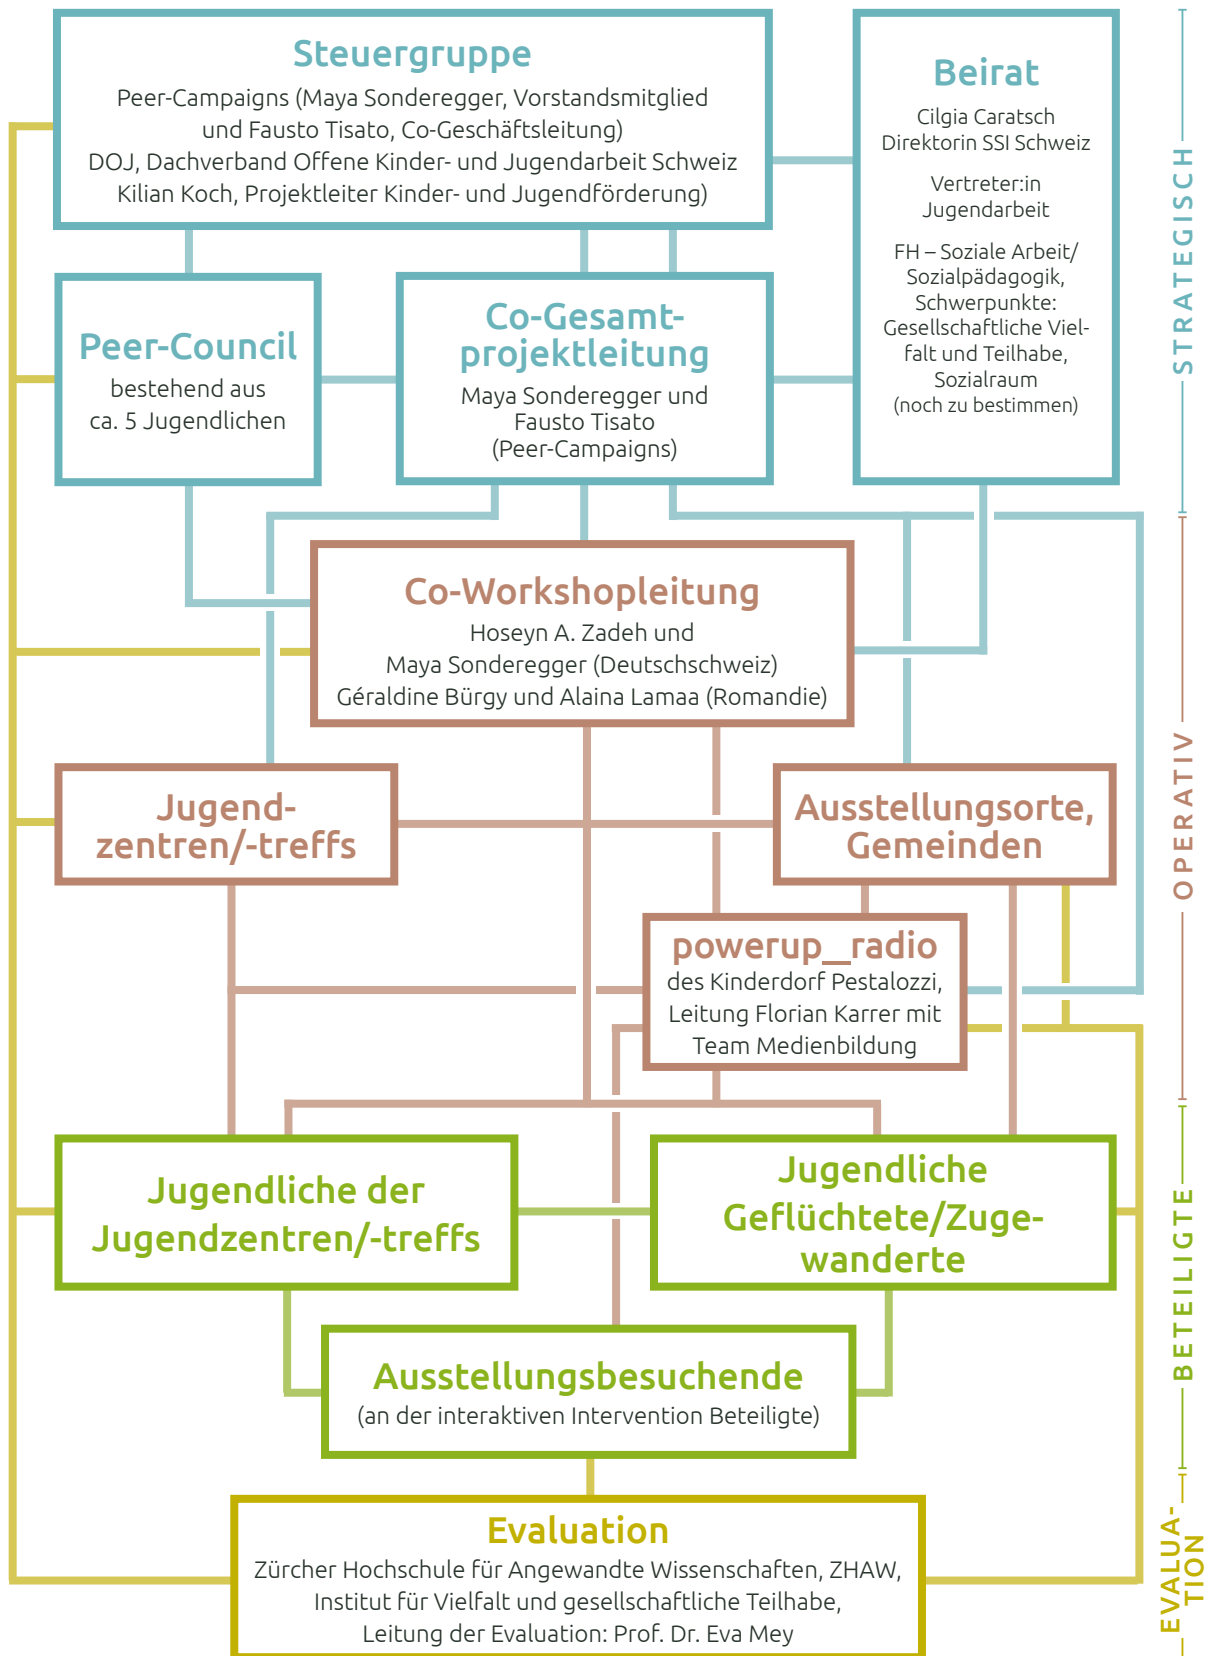 Steuergruppe
Peer-Campaigns (Maya Sonderegger, Vorstandsmitglied
und Fausto Tisato, Co-Geschäftsleitung)
DOJ, Dachverband Offene Kinder- und Jugendarbeit Schweiz
Kilian Koch, Projektleiter Kinder- und Jugendförderung)
Beirat
Cilgia Caratsch
Direktorin SSI Schweiz
Vertreter:in
Jugendarbeit
FH – Soziale Arbeit/
Sozialpädagogik,
Schwerpunkte:
Gesellschaftliche Viel-
falt und Teilhabe,
Sozialraum
(noch zu bestimmen)
STRATEGISCH
Peer-Council
bestehend aus
ca. 5 Jugendlichen
Co-Gesamt-
projektleitung
Maya Sonderegger und
Fausto Tisato
(Peer-Campaigns)
Co-Workshopleitung
Hoseyn A. Zadeh und
Maya Sonderegger (Deutschschweiz)
Géraldine Bürgy und Alaina Lamaa (Romandie)
OPERATIV
Jugend-
zentren/-treffs
Ausstellungsorte,
Gemeinden
powerup_radio
des Kinderdorf Pestalozzi,
Leitung Florian Karrer mit
Team Medienbildung
Jugendliche der
Jugendzentren/-treffs
Jugendliche
Geflüchtete/Zuge-
wanderte
BETEILIGTE
Ausstellungsbesuchende
(an der interaktiven Intervention Beteiligte)
Evaluation
Zürcher Hochschule für Angewandte Wissenschaften, ZHAW,
Institut für Vielfalt und gesellschaftliche Teilhabe,
Leitung der Evaluation: Prof. Dr. Eva Mey
EVALUA-
TION